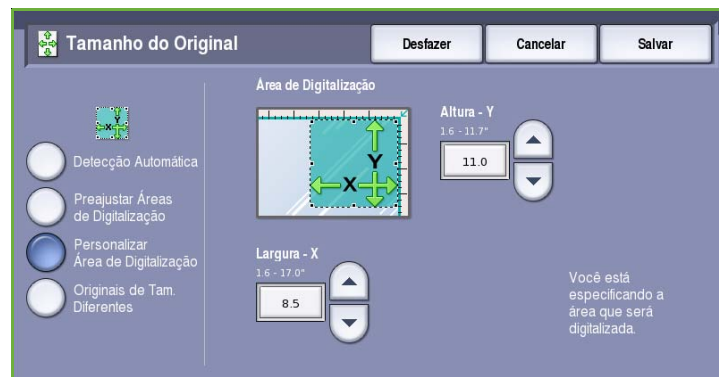 Tamanho do Original
Desfazer
Cancelar
Salvar
Detecção Automática
Preajustar Áreas
de Digitalização
Personalizar
Área de Digitalização
Originais de Tam.
Diferentes
Área de Digitalização
Y
X
Altura - Y
1.6 - 11.7"
11.0
Largura - X
1.6 - 17.0"
8.5
Você está
especificando a
área que será
digitalizada.